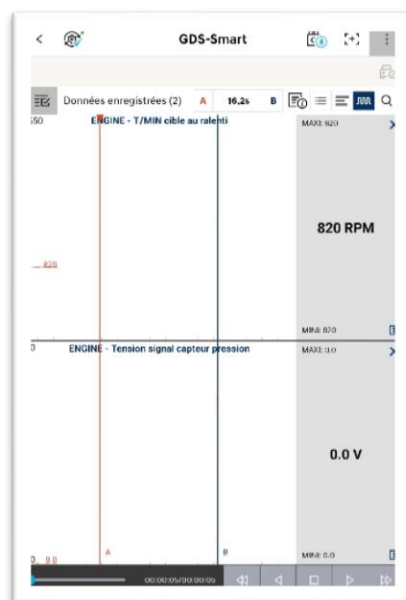 GDS-Smart
Données enregistrées (2) A 16,2s B
ENGINE - T/MIN cible au ralenti
MAXI: 820
820
820 RPM
MINI: 820
ENGINE - Tension signal capteur pression
MAXI: 0.0
0.0 V
0.0
A B
MINI: 0.0
00:00:05/00:00:05